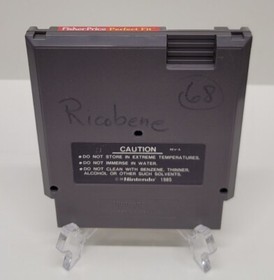 Fisher-Price Perfect Fit
Ricobene
68
CAUTION
● DO NOT STORE IN EXTREME TEMPERATURES.
● DO NOT IMMERSE IN WATER.
● DO NOT CLEAN WITH BENZENE, THINNER,
ALCOHOL OR OTHER SUCH SOLVENTS.
©Nintendo 1985